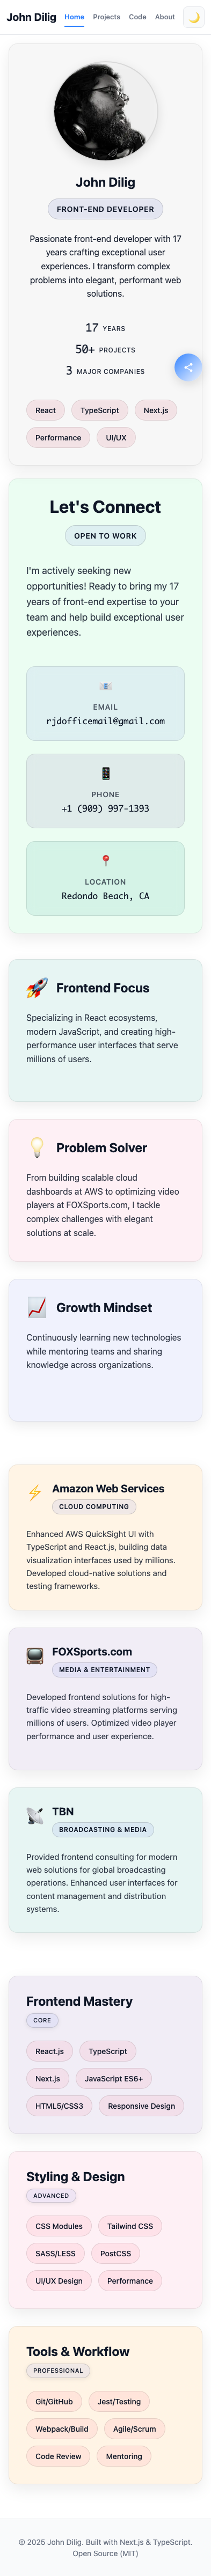 John Dilig Home Projects Code About
John Dilig
FRONT-END DEVELOPER
Passionate front-end developer with 17
years crafting exceptional user
experiences. I transform complex
problems into elegant, performant web
solutions.
17 YEARS
50+ PROJECTS
3 MAJOR COMPANIES
React TypeScript Next.js
Performance UI/UX
Let's Connect
OPEN TO WORK
I'm actively seeking new
opportunities! Ready to bring my 17
years of front-end expertise to your
team and help build exceptional user
experiences.
EMAIL
rjdofficemail@gmail.com
PHONE
+1 (909) 997-1393
LOCATION
Redondo Beach, CA
Frontend Focus
Specializing in React ecosystems,
modern JavaScript, and creating high-
performance user interfaces that serve
millions of users.
Problem Solver
From building scalable cloud
dashboards at AWS to optimizing video
players at FOXSports.com, I tackle
complex challenges with elegant
solutions at scale.
Growth Mindset
Continuously learning new technologies
while mentoring teams and sharing
knowledge across organizations.
Amazon Web Services
CLOUD COMPUTING
Enhanced AWS QuickSight UI with
TypeScript and React.js, building data
visualization interfaces used by millions.
Developed cloud-native solutions and
testing frameworks.
FOXSports.com
MEDIA & ENTERTAINMENT
Developed frontend solutions for high-
traffic video streaming platforms serving
millions of users. Optimized video player
performance and user experience.
TBN
BROADCASTING & MEDIA
Provided frontend consulting for modern
web solutions for global broadcasting
operations. Enhanced user interfaces for
content management and distribution
systems.
Frontend Mastery
CORE
React.js TypeScript
Next.js JavaScript ES6+
HTML5/CSS3 Responsive Design
Styling & Design
ADVANCED
CSS Modules Tailwind CSS
SASS/LESS PostCSS
UI/UX Design Performance
Tools & Workflow
PROFESSIONAL
Git/GitHub Jest/Testing
Webpack/Build Agile/Scrum
Code Review Mentoring
© 2025 John Dilig. Built with Next.js & TypeScript.
Open Source (MIT)